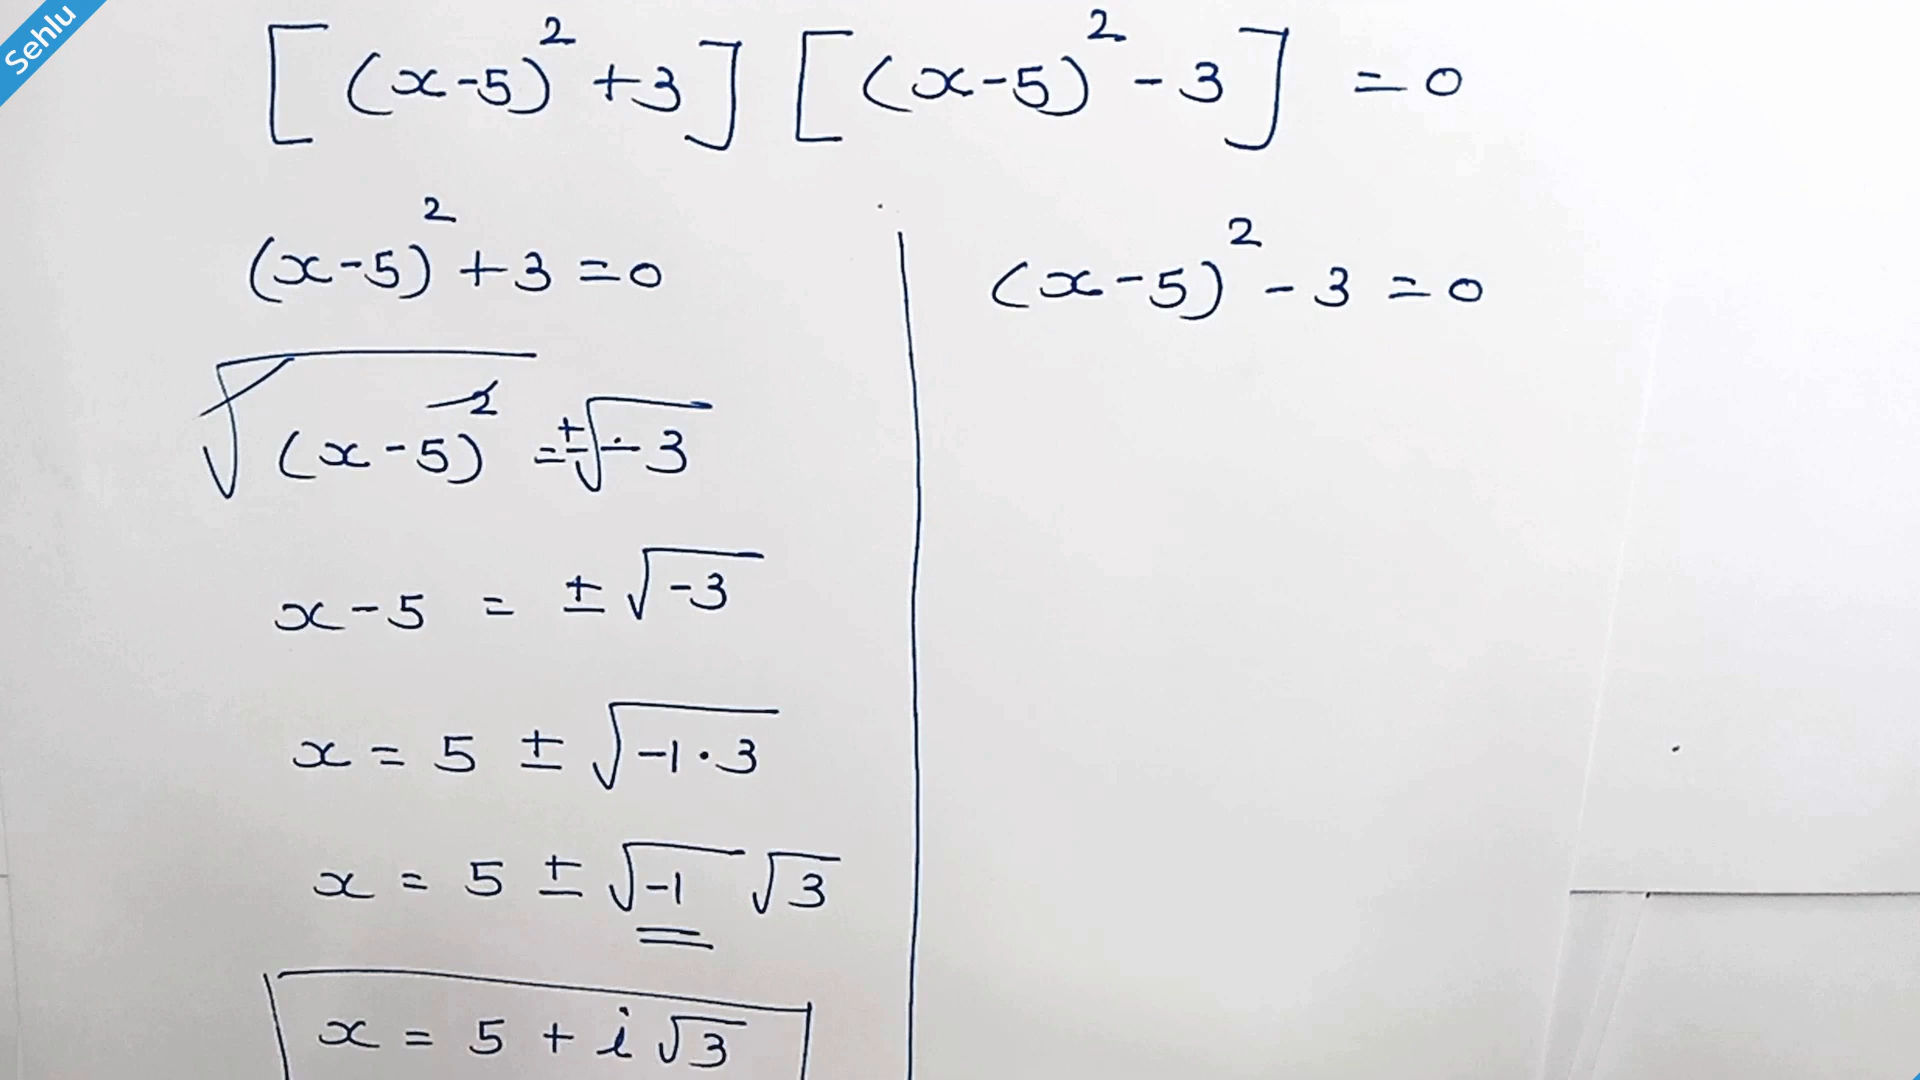 Sehlu
[(x-5)² +3] [(x-5)² -3] = 0
(x-5)² +3 = 0
√(x-5)² = ±√-3
x-5 = ±√-3
x = 5 ± √-1·3
x = 5 ± √-1 √3
x = 5 + i √3
(x-5)² - 3 = 0